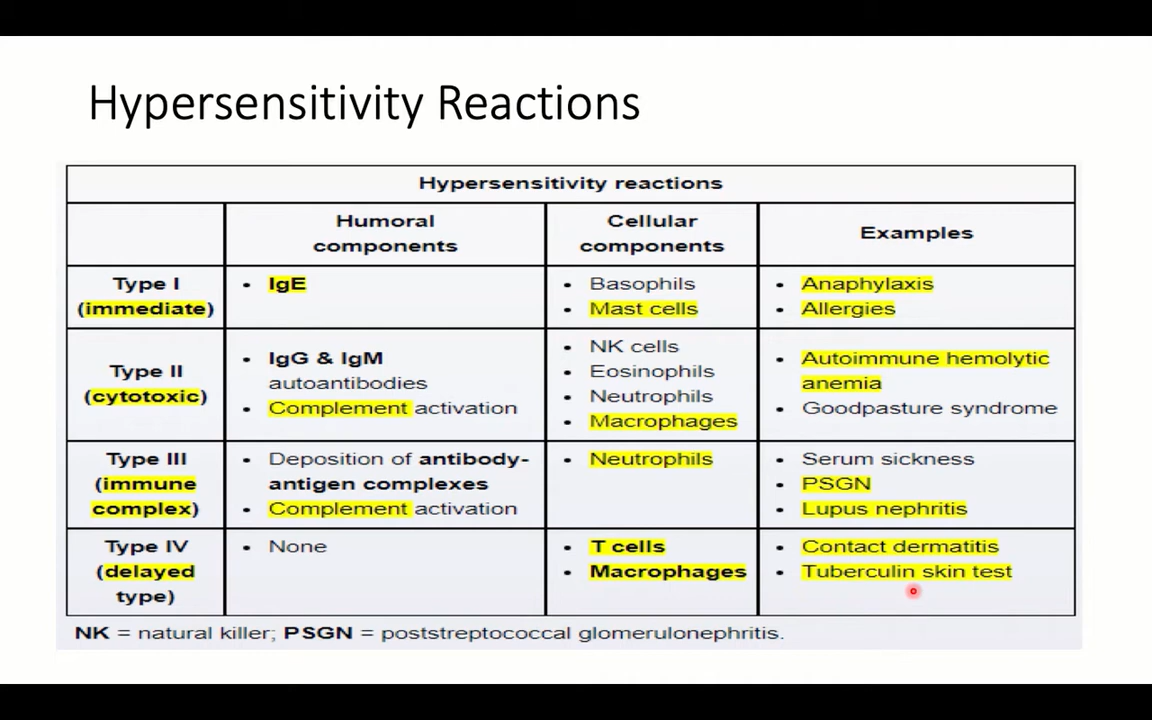 Hypersensitivity Reactions
Hypersensitivity reactions
Humoral components
Cellular components
Examples
Type I
(immediate)
• IgE
• Basophils
• Mast cells
• Anaphylaxis
• Allergies
Type II
(cytotoxic)
• IgG & IgM
autoantibodies
• Complement activation
• NK cells
• Eosinophils
• Neutrophils
• Macrophages
• Autoimmune hemolytic
anemia
• Goodpasture syndrome
Type III
(immune
complex)
• Deposition of antibody-
antigen complexes
• Complement activation
• Neutrophils
• Serum sickness
• PSGN
• Lupus nephritis
Type IV
(delayed
type)
• None
• T cells
• Macrophages
• Contact dermatitis
• Tuberculin skin test
NK = natural killer; PSGN = poststreptococcal glomerulonephritis.